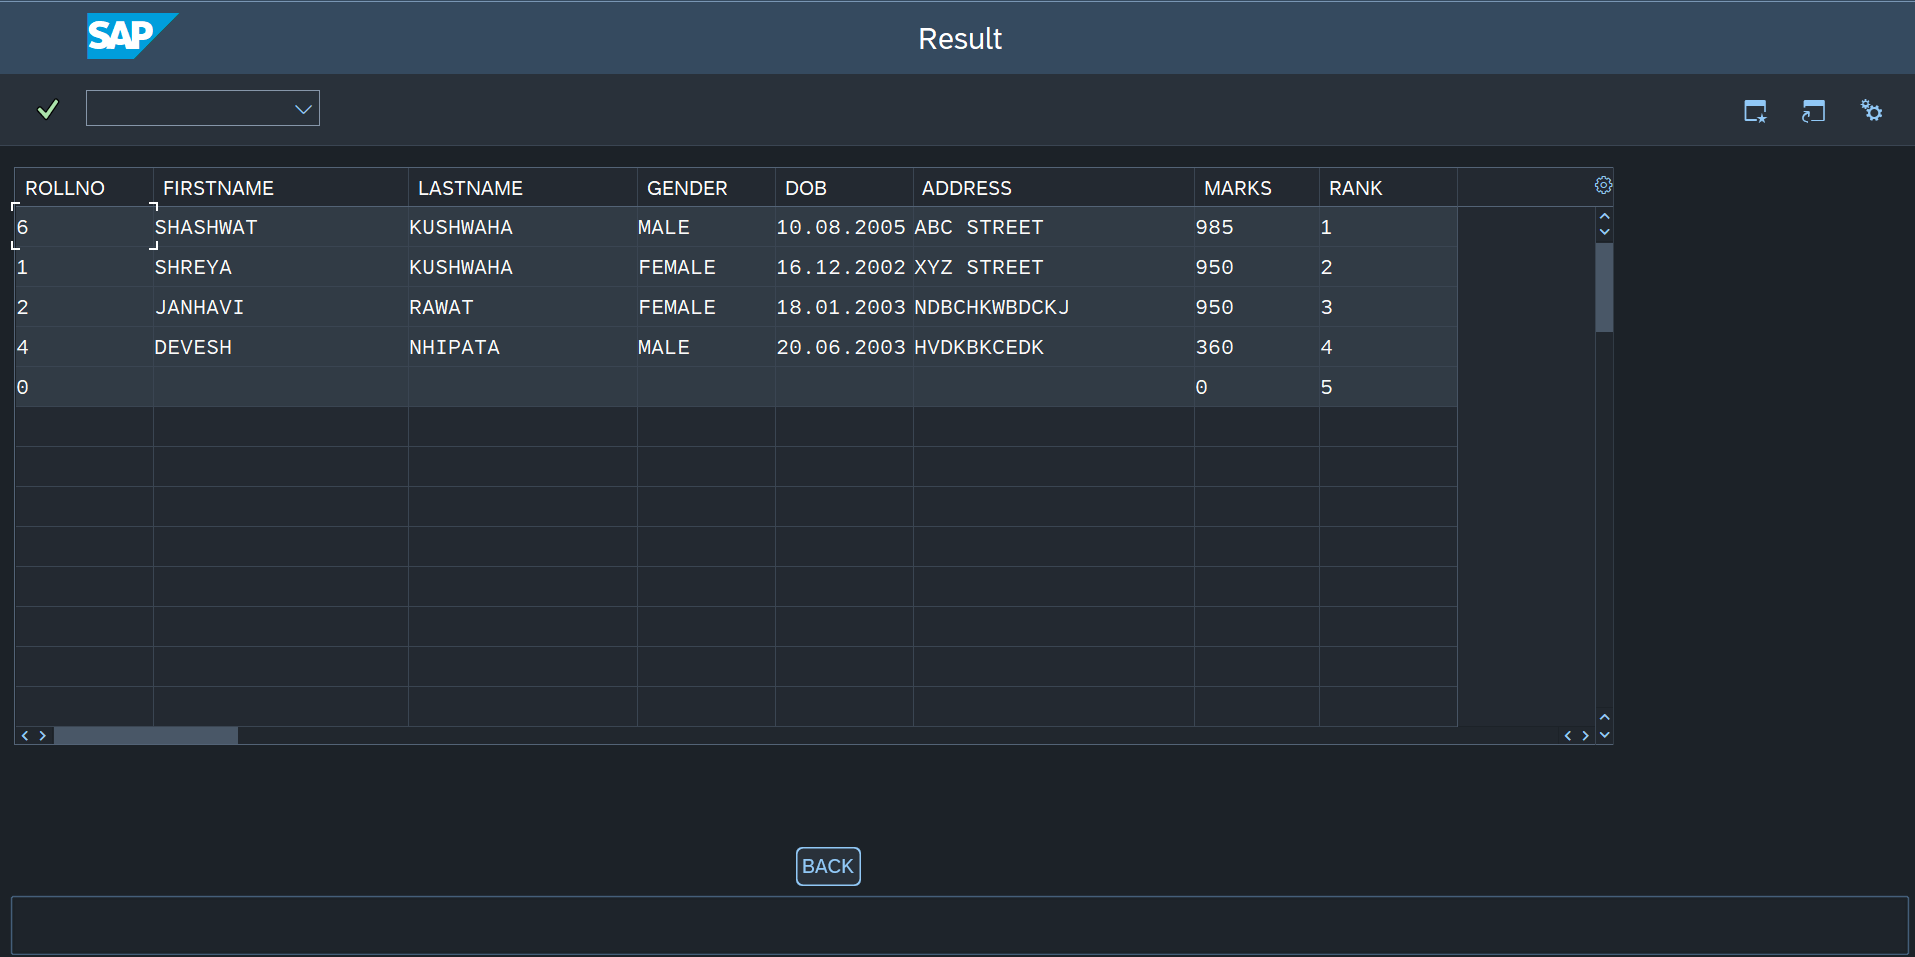 SAP
Result
ROLLNO FIRSTNAME LASTNAME GENDER DOB ADDRESS MARKS RANK
6 SHASHWAT KUSHWAHA MALE 10.08.2005 ABC STREET 985 1
1 SHREYA KUSHWAHA FEMALE 16.12.2002 XYZ STREET 950 2
2 JANHAVI RAWAT FEMALE 18.01.2003 NDBCHKWBDCKJ 950 3
4 DEVESH NHIPATA MALE 20.06.2003 HVDKBKCEDK 360 4
0 0 5
BACK